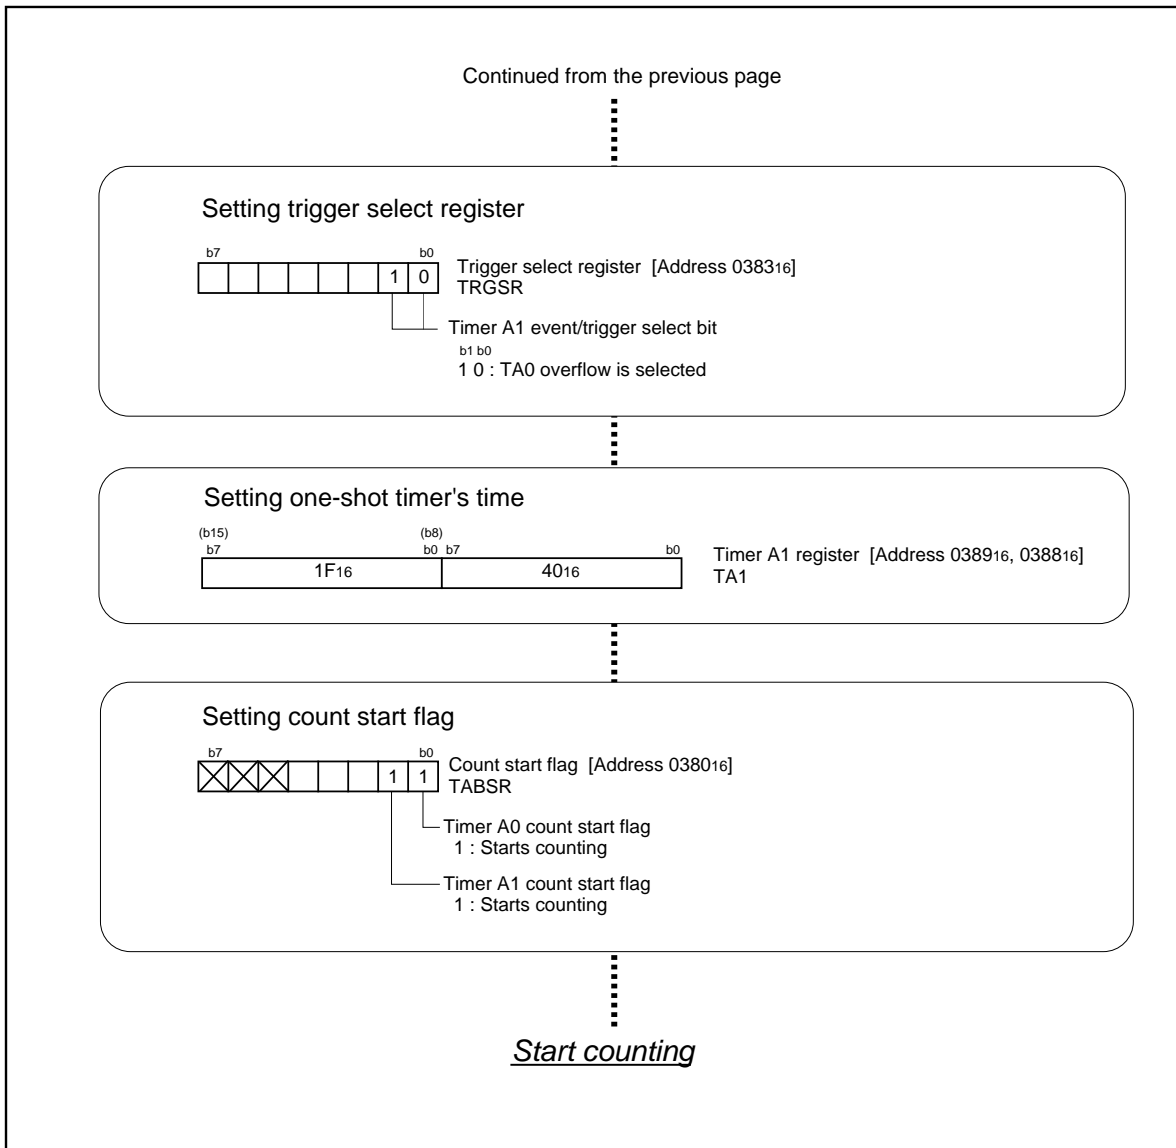 Continued from the previous page
Setting trigger select register
b7 b0
1 0
Trigger select register [Address 038316]
TRGSR
Timer A1 event/trigger select bit
b1 b0
1 0 : TA0 overflow is selected
Setting one-shot timer's time
(b15) (b8)
b7 b0 b7 b0
1F16 4016
Timer A1 register [Address 038916, 038816]
TA1
Setting count start flag
b7 b0
1 1
Count start flag [Address 038016]
TABSR
Timer A0 count start flag
1 : Starts counting
Timer A1 count start flag
1 : Starts counting
Start counting